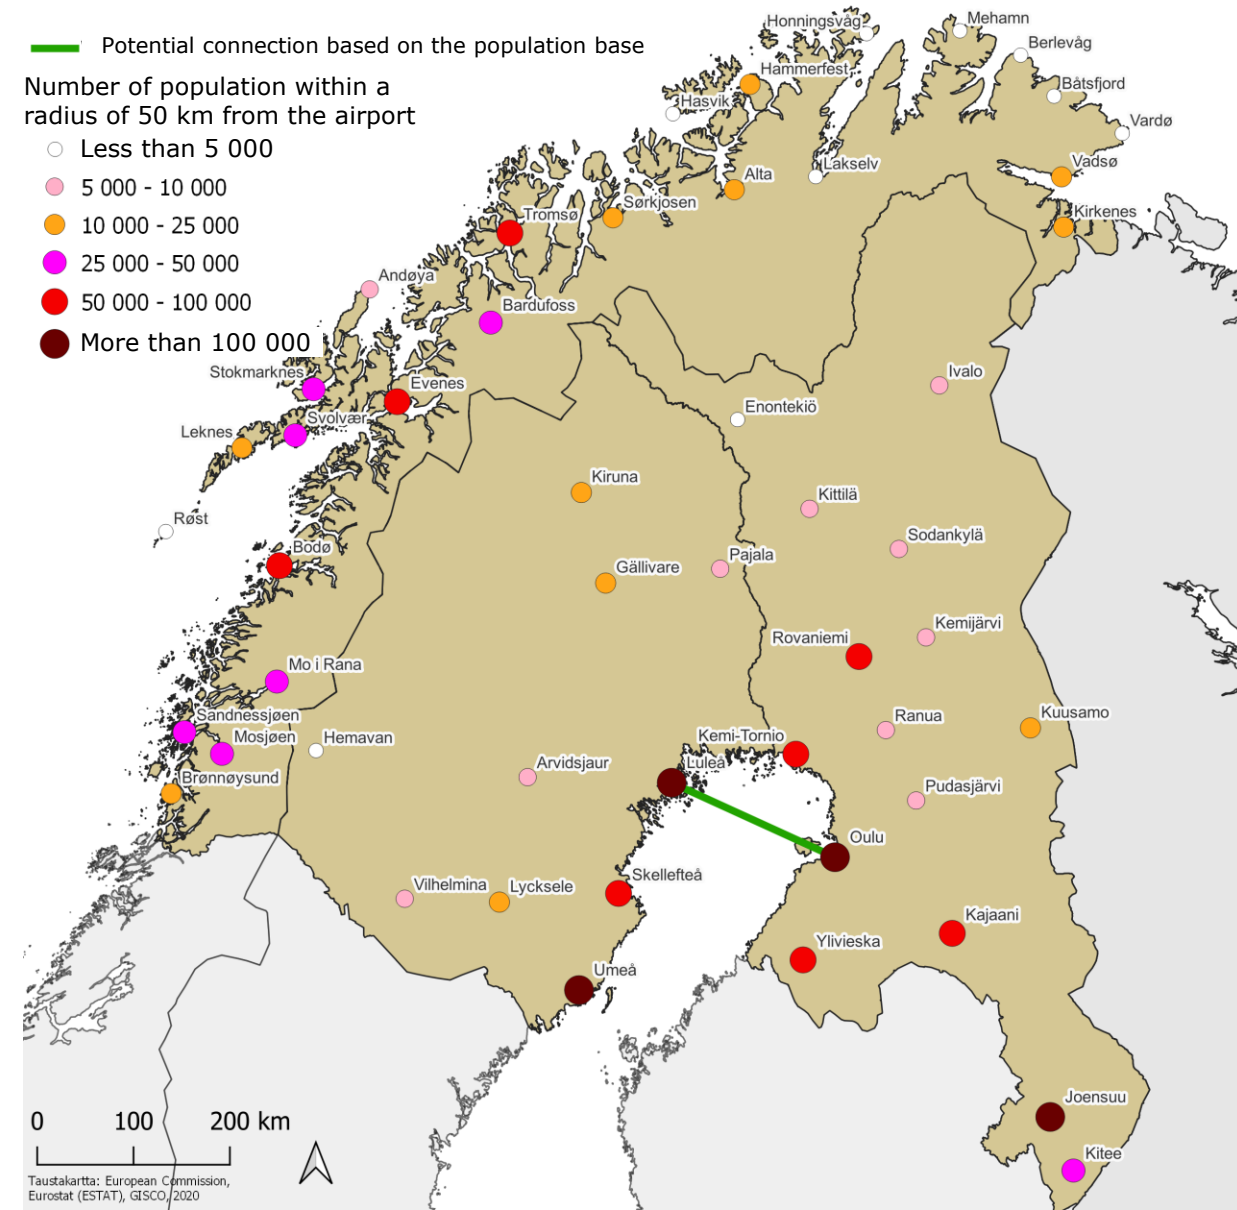 Potential connection based on the population base
Number of population within a
radius of 50 km from the airport
Less than 5 000
5 000 - 10 000
10 000 - 25 000
25 000 - 50 000
50 000 - 100 000
More than 100 000
Honningsvåg
Mehamn
Berlevåg
Hammerfest
Båtsfjord
Hasvik
Vardø
Lakselv
Vadsø
Alta
Sørkjosen
Tromsø
Kirkenes
Andøya
Bardufoss
Stokmarknes
Evenes
Ivalo
Enontekiö
Svolvær
Leknes
Kiruna
Kittilä
Røst
Sodankylä
Bodø
Pajala
Gällivare
Kemijärvi
Rovaniemi
Mo i Rana
Sandnessjøen
Ranua
Kuusamo
Mosjøen
Hemavan
Kemi-Tornio
Arvidsjaur
Luleå
Brønnøysund
Pudasjärvi
Oulu
Skellefteå
Vilhelmina
Lycksele
Kajaani
Ylivieska
Umeå
Joensuu
Kitee
0 100 200 km
Taustakartta: European Commission,
Eurostat (ESTAT), GISCO, 2020